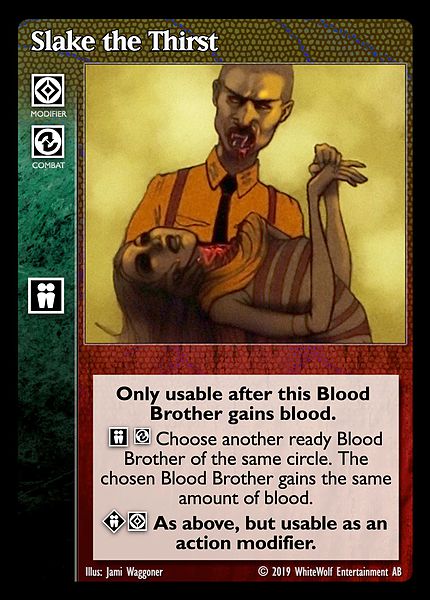 Slake the Thirst
MODIFIER
COMBAT
Only usable after this Blood
Brother gains blood.
Choose another ready Blood
Brother of the same circle. The
chosen Blood Brother gains the same
amount of blood.
As above, but usable as an
action modifier.
Illus: Jami Waggoner © 2019 WhiteWolf Entertainment AB